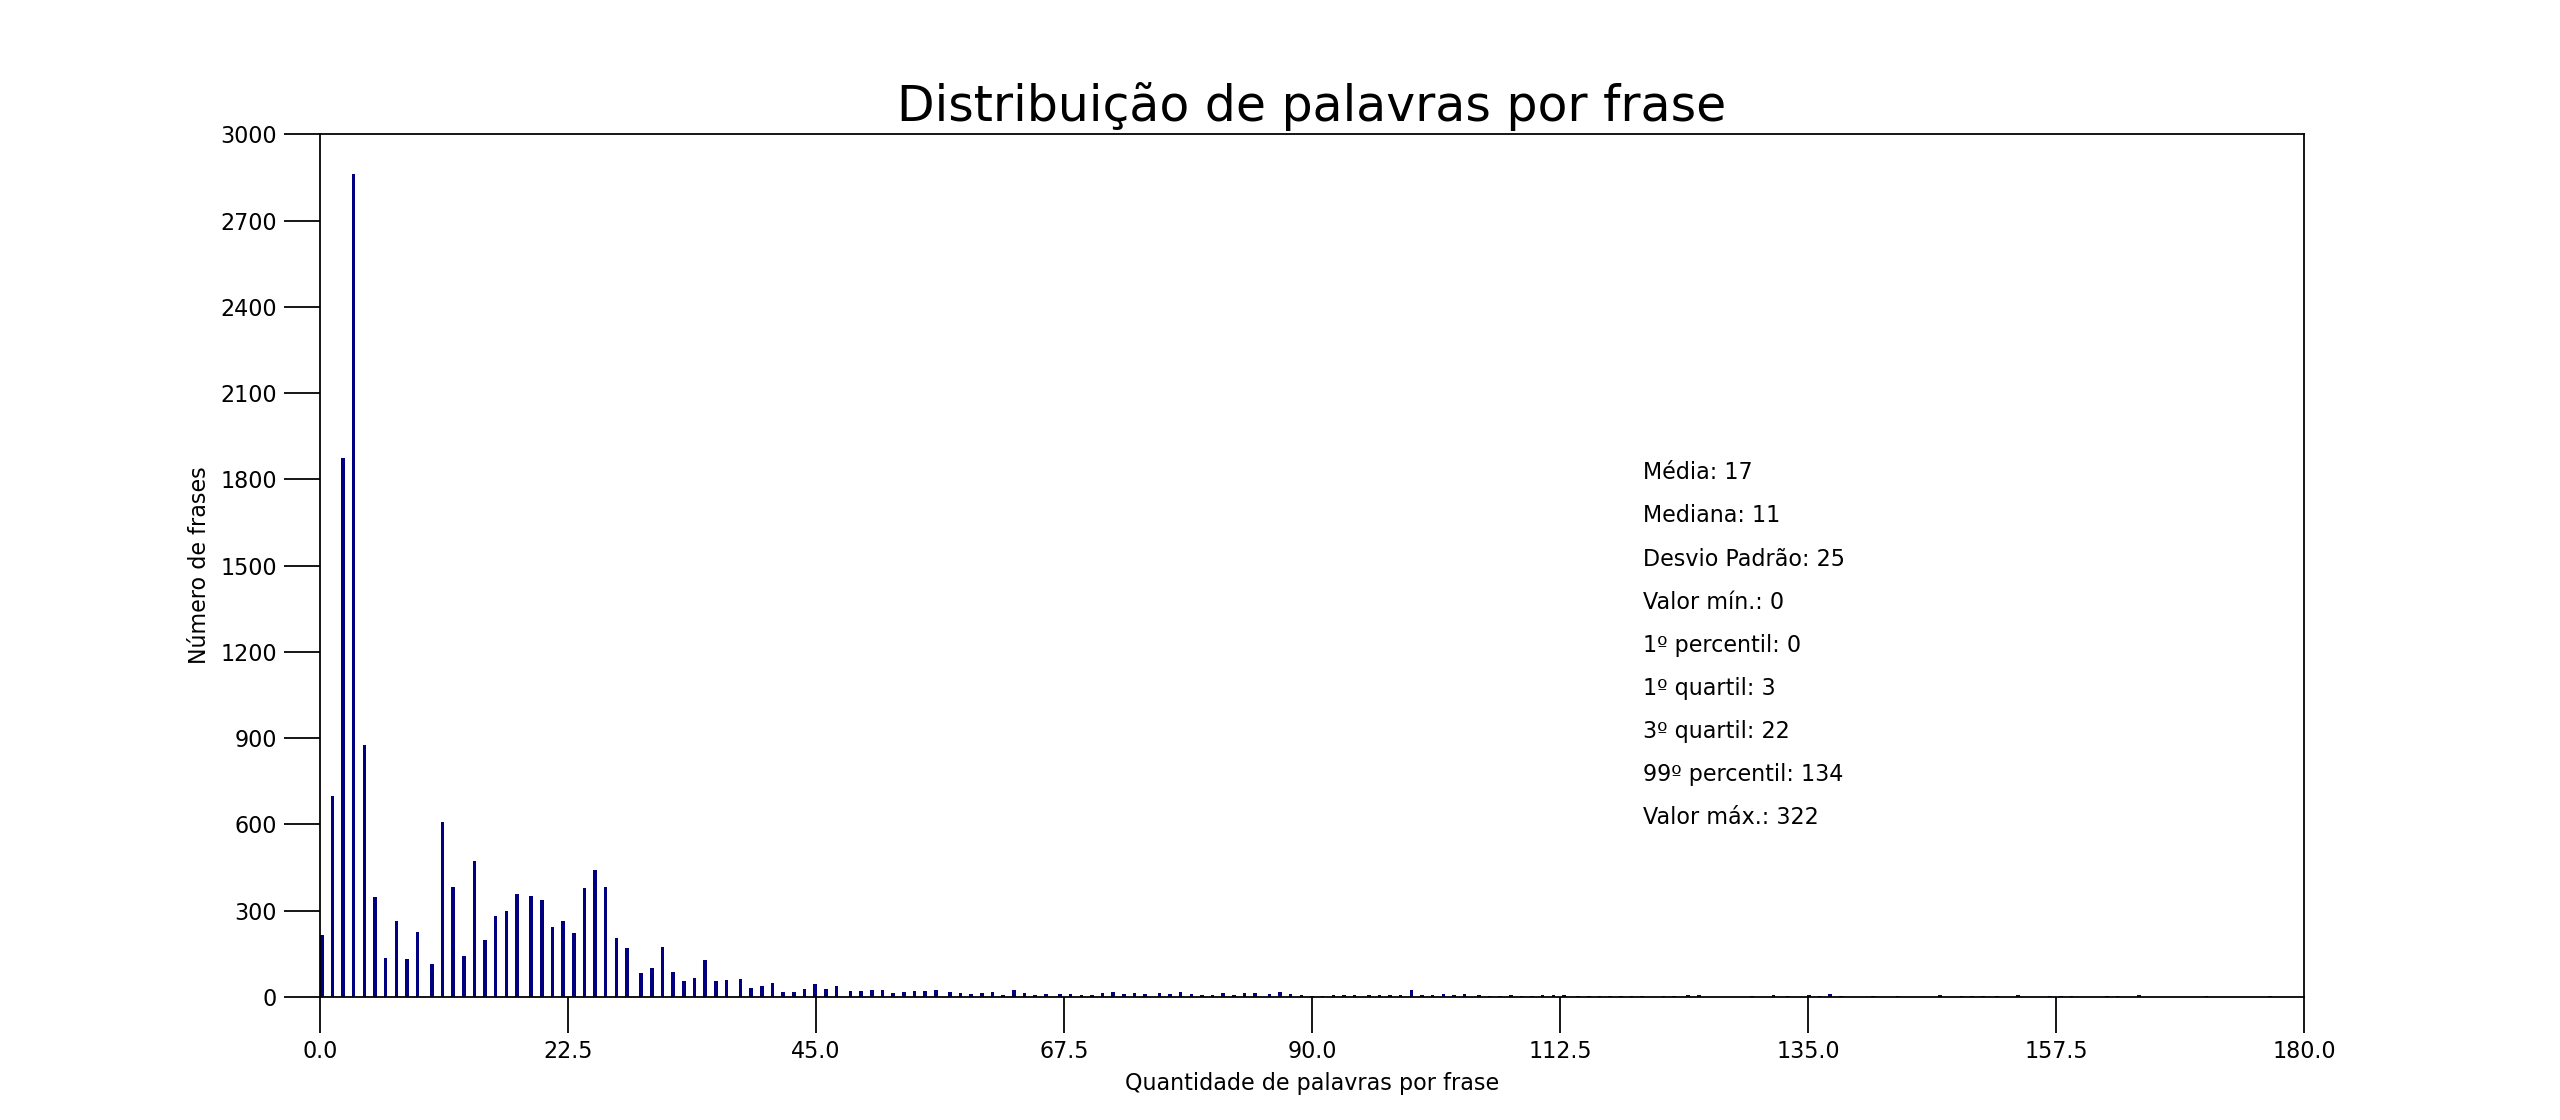 Distribuição de palavras por frase
3000
2700
2400
2100
1800
1500
1200
900
600
300
0
Número de frases
Média: 17
Mediana: 11
Desvio Padrão: 25
Valor mín.: 0
1º percentil: 0
1º quartil: 3
3º quartil: 22
99º percentil: 134
Valor máx.: 322
0.0 22.5 45.0 67.5 90.0 112.5 135.0 157.5 180.0
Quantidade de palavras por frase